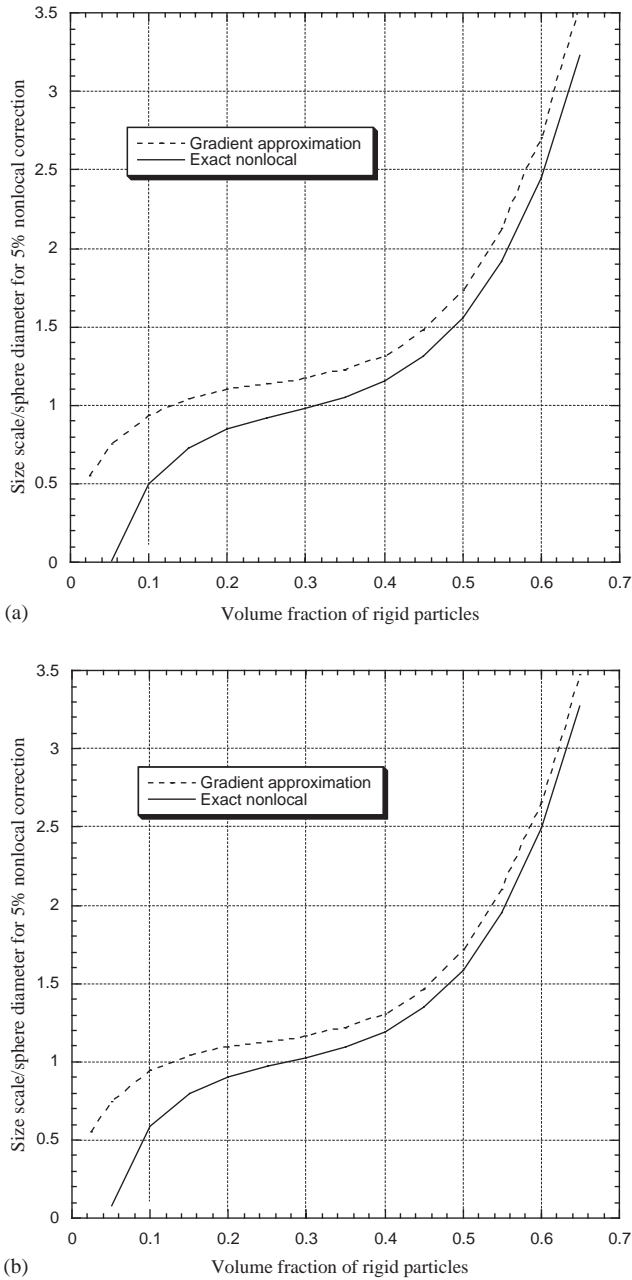 3.5
3
2.5
2
1.5
1
0.5
0
Size scale/sphere diameter for 5% nonlocal correction
Gradient approximation
Exact nonlocal
0 0.1 0.2 0.3 0.4 0.5 0.6 0.7
(a) Volume fraction of rigid particles
3.5
3
2.5
2
1.5
1
0.5
0
Size scale/sphere diameter for 5% nonlocal correction
Gradient approximation
Exact nonlocal
0 0.1 0.2 0.3 0.4 0.5 0.6 0.7
(b) Volume fraction of rigid particles